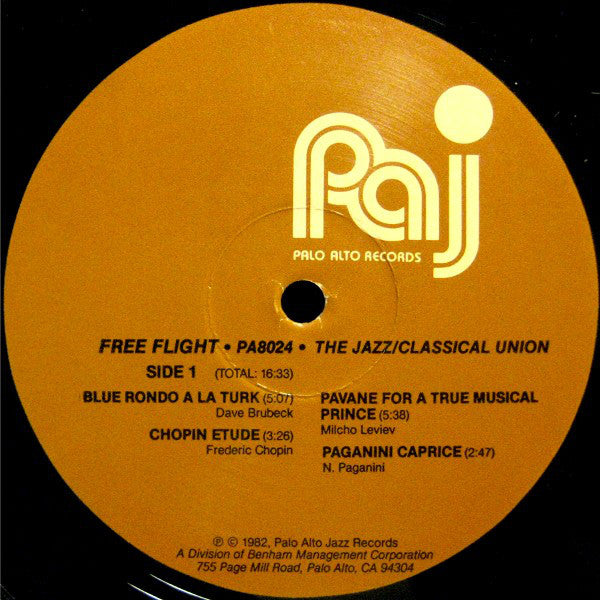 Paj
PALO ALTO RECORDS
FREE FLIGHT • PA8024 • THE JAZZ/CLASSICAL UNION
SIDE 1 (TOTAL: 16:33)
BLUE RONDO A LA TURK (5:07)
Dave Brubeck
CHOPIN ETUDE (3:26)
Frederic Chopin
PAVANE FOR A TRUE MUSICAL
PRINCE (5:38)
Milcho Leviev
PAGANINI CAPRICE (2:47)
N. Paganini
℗ © 1982, Palo Alto Jazz Records
A Division of Benham Management Corporation
755 Page Mill Road, Palo Alto, CA 94304